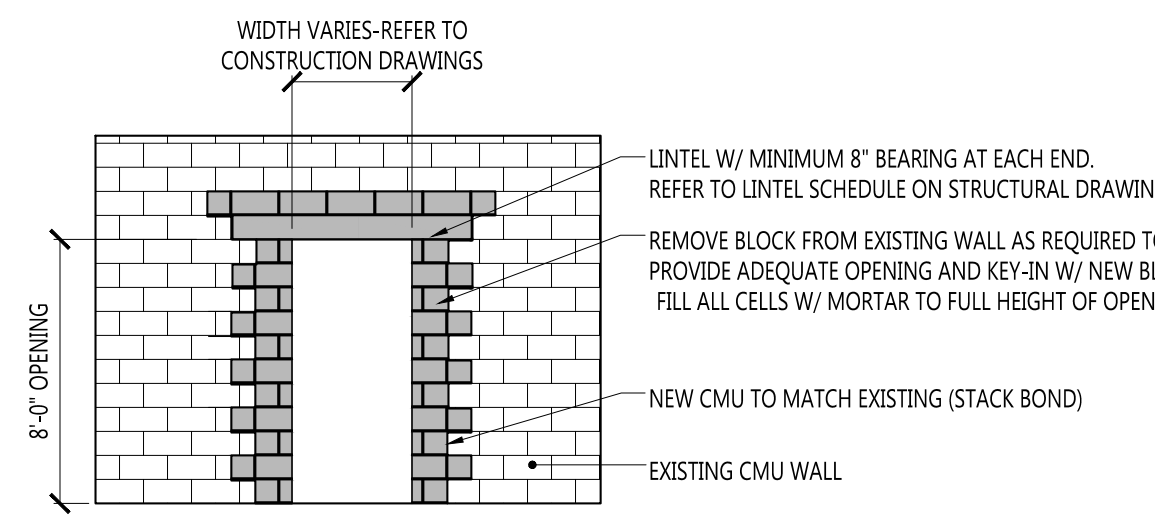 WIDTH VARIES-REFER TO
CONSTRUCTION DRAWINGS
LINTEL W/ MINIMUM 8" BEARING AT EACH END.
REFER TO LINTEL SCHEDULE ON STRUCTURAL
REMOVE BLOCK FROM EXISTING WALL AS REQUIRED
PROVIDE ADEQUATE OPENING AND KEY-IN W/ NEW
FILL ALL CELLS W/ MORTAR TO FULL HEIGHT OF
8'-0" OPENING
NEW CMU TO MATCH EXISTING (STACK BOND)
EXISTING CMU WALL